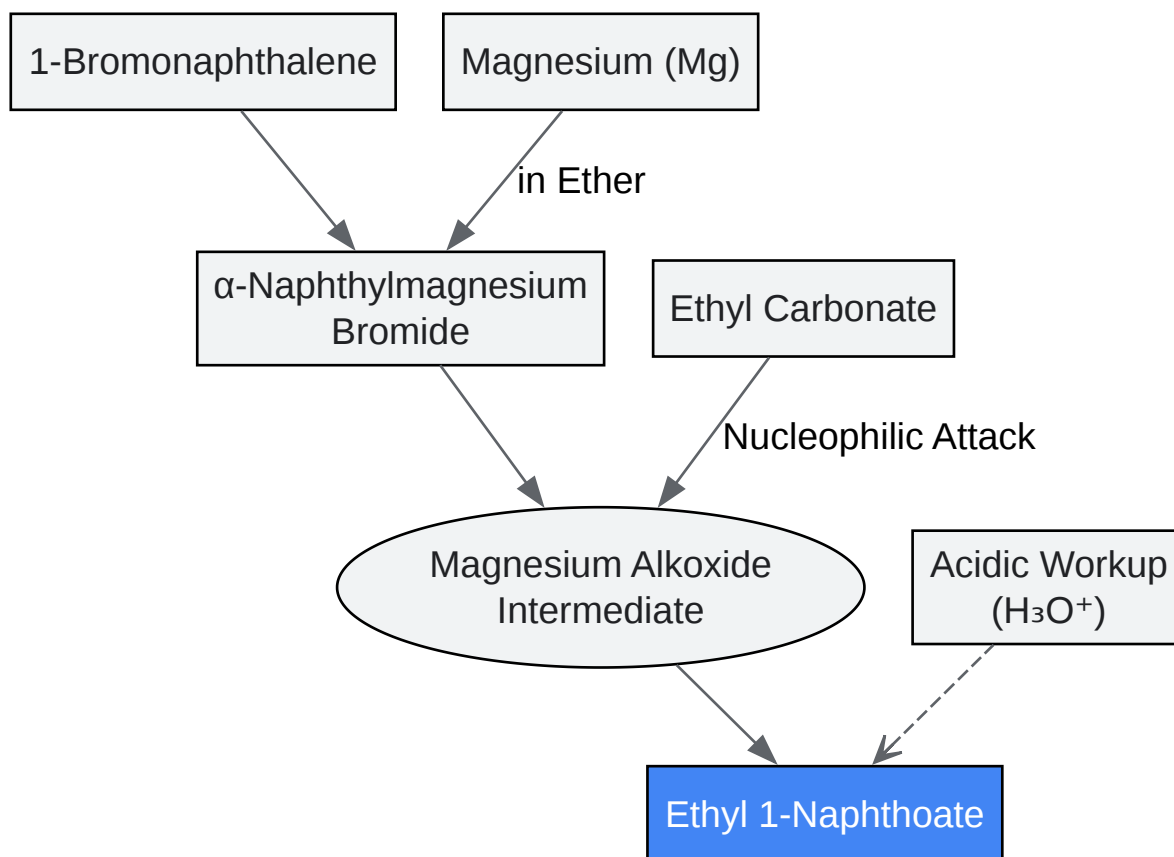 1-Bromonaphthalene
Magnesium (Mg)
in Ether
α-Naphthylmagnesium
Bromide
Ethyl Carbonate
Nucleophilic Attack
Magnesium Alkoxide
Intermediate
Acidic Workup
(H₃O⁺)
Ethyl 1-Naphthoate